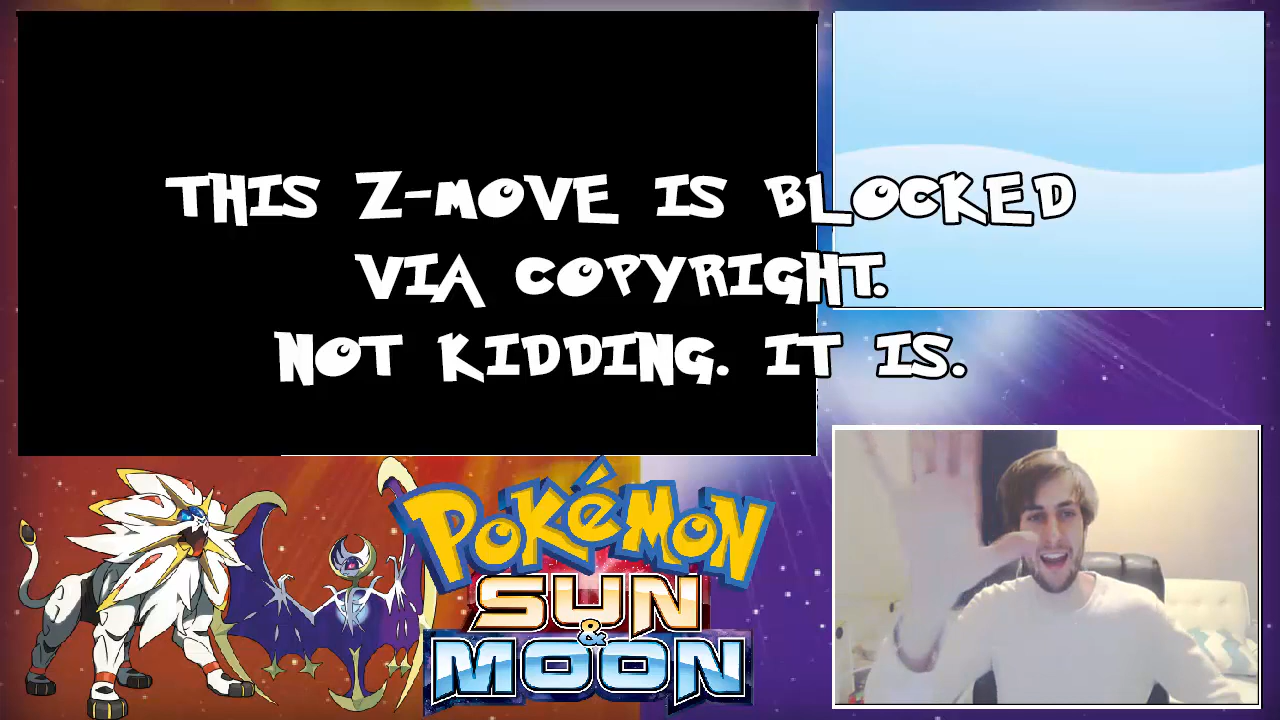 THIS Z-MOVE IS BLOCKED
VIA COPYRIGHT.
NOT KIDDING. IT IS.
POKéMON
SUN
&
MOON